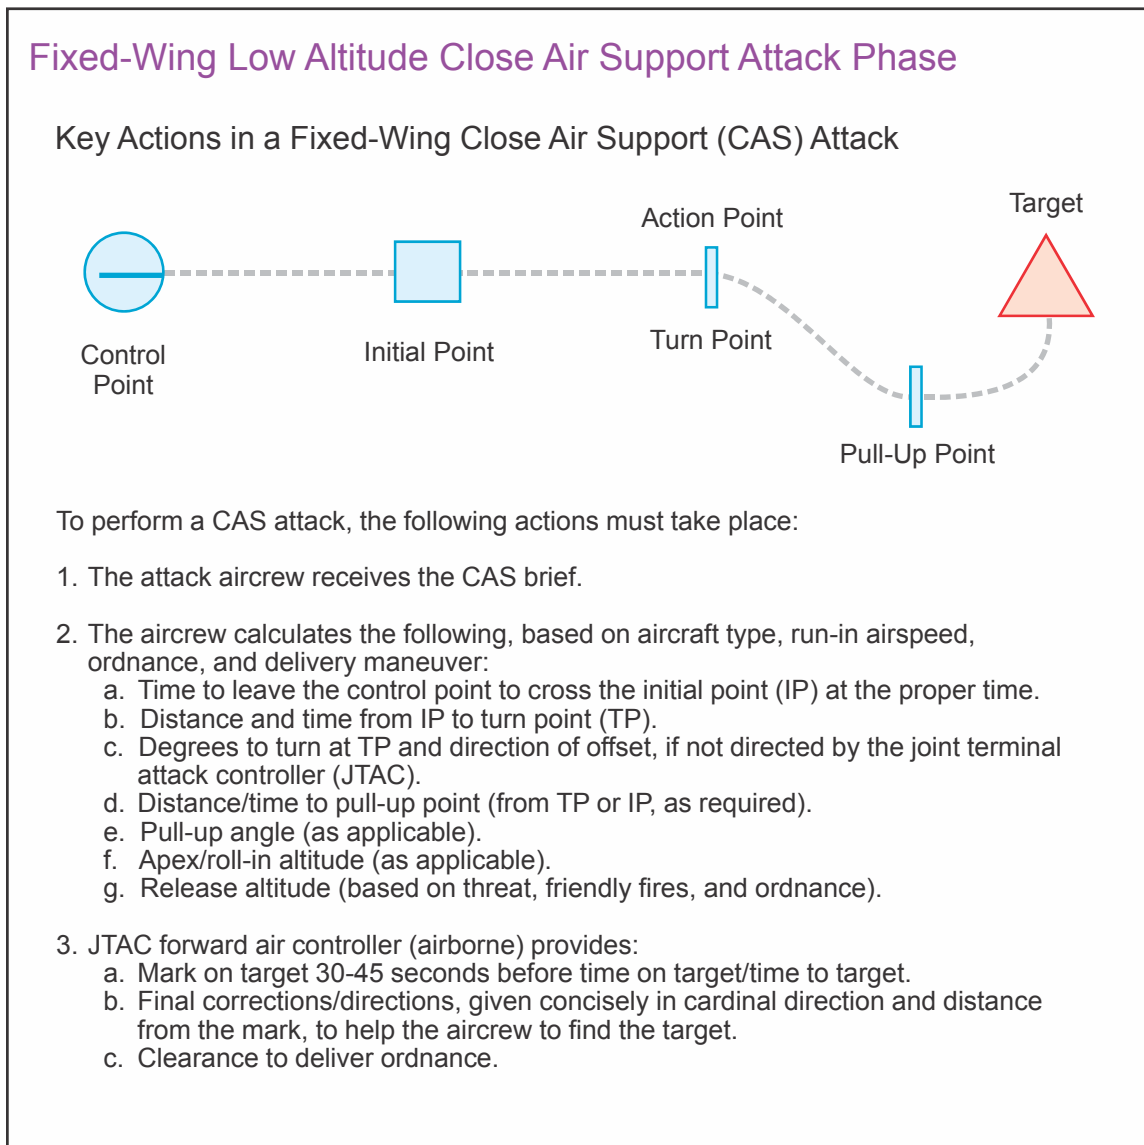 Fixed-Wing Low Altitude Close Air Support Attack Phase
Key Actions in a Fixed-Wing Close Air Support (CAS) Attack
Target
Action Point
Control
Point
Initial Point
Turn Point
Pull-Up Point
To perform a CAS attack, the following actions must take place:
1. The attack aircrew receives the CAS brief.
2. The aircrew calculates the following, based on aircraft type, run-in airspeed,
ordnance, and delivery maneuver:
a. Time to leave the control point to cross the initial point (IP) at the proper time.
b. Distance and time from IP to turn point (TP).
c. Degrees to turn at TP and direction of offset, if not directed by the joint terminal
attack controller (JTAC).
d. Distance/time to pull-up point (from TP or IP, as required).
e. Pull-up angle (as applicable).
f. Apex/roll-in altitude (as applicable).
g. Release altitude (based on threat, friendly fires, and ordnance).
3. JTAC forward air controller (airborne) provides:
a. Mark on target 30-45 seconds before time on target/time to target.
b. Final corrections/directions, given concisely in cardinal direction and distance
from the mark, to help the aircrew to find the target.
c. Clearance to deliver ordnance.